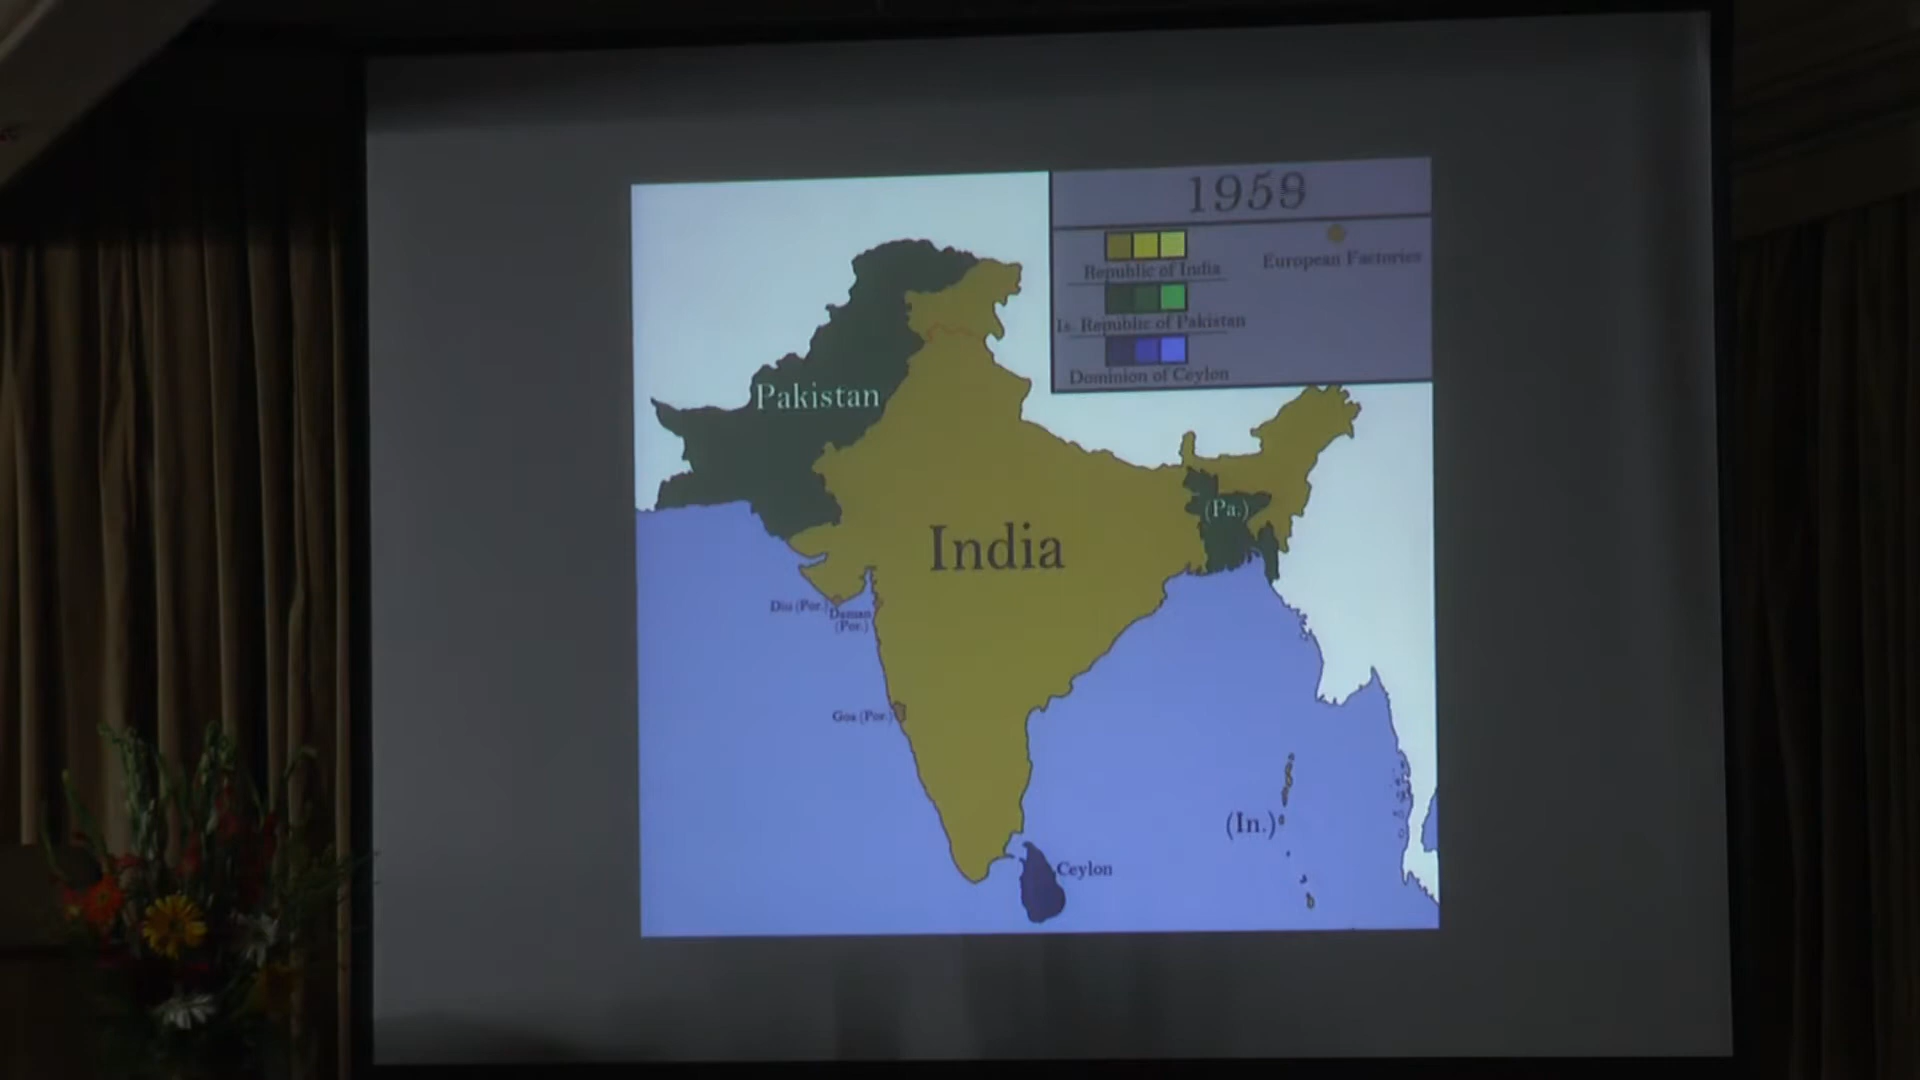 1959
Republic of India
European Factories
Is. Republic of Pakistan
Dominion of Ceylon
Pakistan
(Pa.)
India
Diu (Por.)
Daman
(Por.)
Goa (Por.)
(In.)
Ceylon